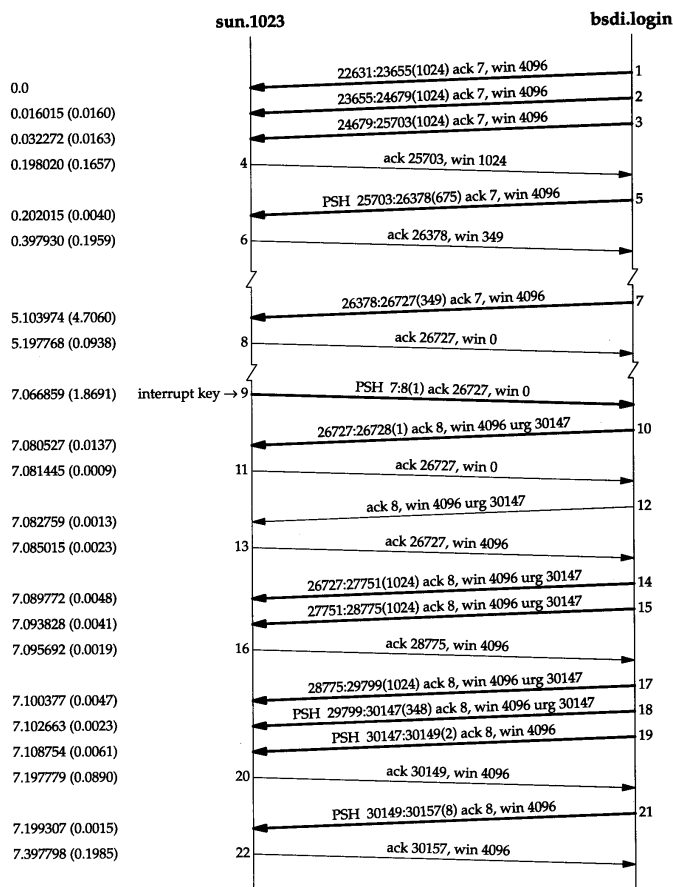 sun.1023 bsdi.login
22631:23655(1024) ack 7, win 4096 1
0.0
23655:24679(1024) ack 7, win 4096 2
0.016015 (0.0160)
24679:25703(1024) ack 7, win 4096 3
0.032272 (0.0163)
0.198020 (0.1657) 4 ack 25703, win 1024
PSH 25703:26378(675) ack 7, win 4096 5
0.202015 (0.0040)
0.397930 (0.1959) 6 ack 26378, win 349
26378:26727(349) ack 7, win 4096 7
5.103974 (4.7060)
5.197768 (0.0938) 8 ack 26727, win 0
7.066859 (1.8691) interrupt key → 9 PSH 7:8(1) ack 26727, win 0
26727:26728(1) ack 8, win 4096 urg 30147 10
7.080527 (0.0137)
7.081445 (0.0009) 11 ack 26727, win 0
ack 8, win 4096 urg 30147 12
7.082759 (0.0013)
7.085015 (0.0023) 13 ack 26727, win 4096
26727:27751(1024) ack 8, win 4096 urg 30147 14
7.089772 (0.0048)
27751:28775(1024) ack 8, win 4096 urg 30147 15
7.093828 (0.0041)
7.095692 (0.0019) 16 ack 28775, win 4096
28775:29799(1024) ack 8, win 4096 urg 30147 17
7.100377 (0.0047)
PSH 29799:30147(348) ack 8, win 4096 urg 30147 18
7.102663 (0.0023)
PSH 30147:30149(2) ack 8, win 4096 19
7.108754 (0.0061)
7.197779 (0.0890) 20 ack 30149, win 4096
PSH 30149:30157(8) ack 8, win 4096 21
7.199307 (0.0015)
7.397798 (0.1985) 22 ack 30157, win 4096